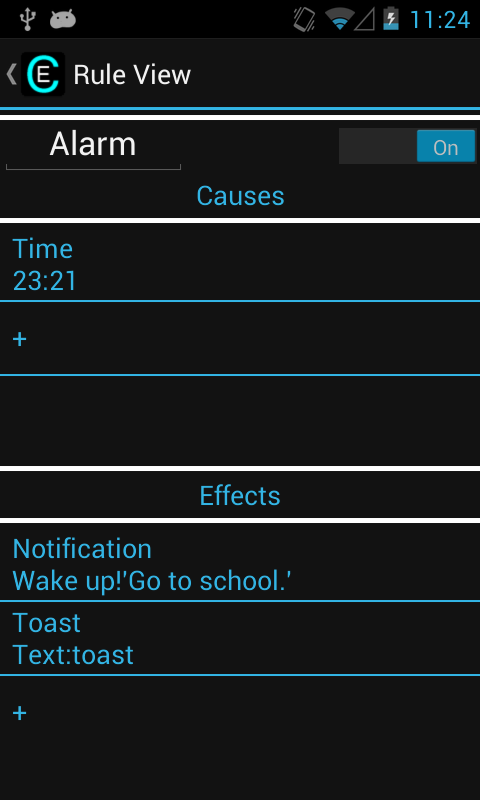 11:24
CE Rule View
Alarm
On
Causes
Time
23:21
+
Effects
Notification
Wake up!'Go to school.'
Toast
Text:toast
+